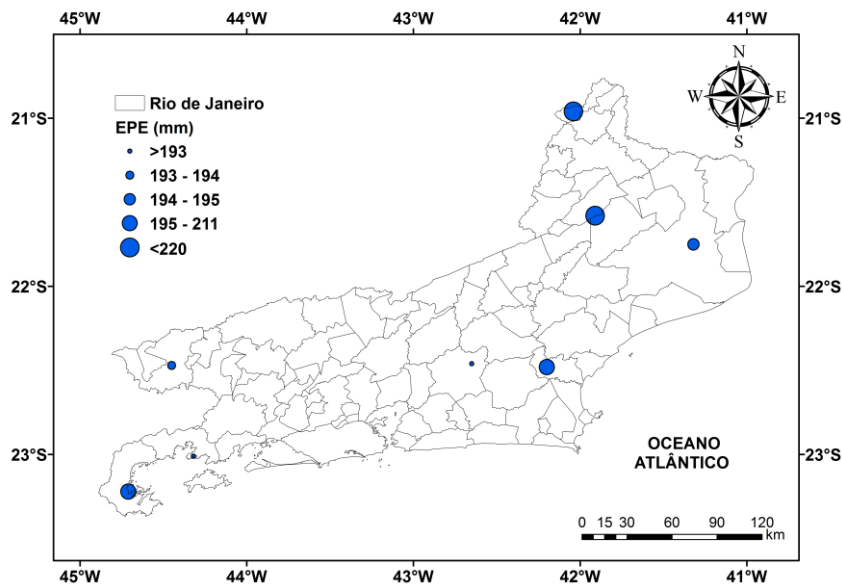 45°W 44°W 43°W 42°W 41°W
N
W E
S
21°S 21°S
Rio de Janeiro
EPE (mm)
>193
193 - 194
194 - 195
195 - 211
<220
22°S 22°S
23°S 23°S
OCEANO
ATLÂNTICO
0 15 30 60 90 120
km
45°W 44°W 43°W 42°W 41°W